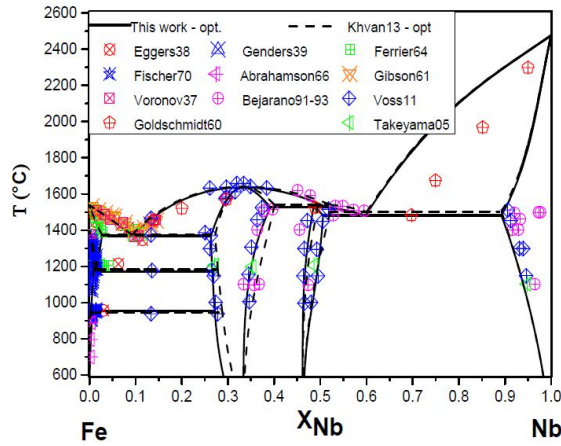 This work - opt. Khvan13 - opt
Eggers38 Genders39 Ferrier64
Fischer70 Abrahamson66 Gibson61
Voronov37 Bejarano91-93 Voss11
Goldschmidt60 Takeyama05
T (°C)
2600
2400
2200
2000
1800
1600
1400
1200
1000
800
600
0.0 0.1 0.2 0.3 0.4 0.5 0.6 0.7 0.8 0.9 1.0
Fe XNb Nb